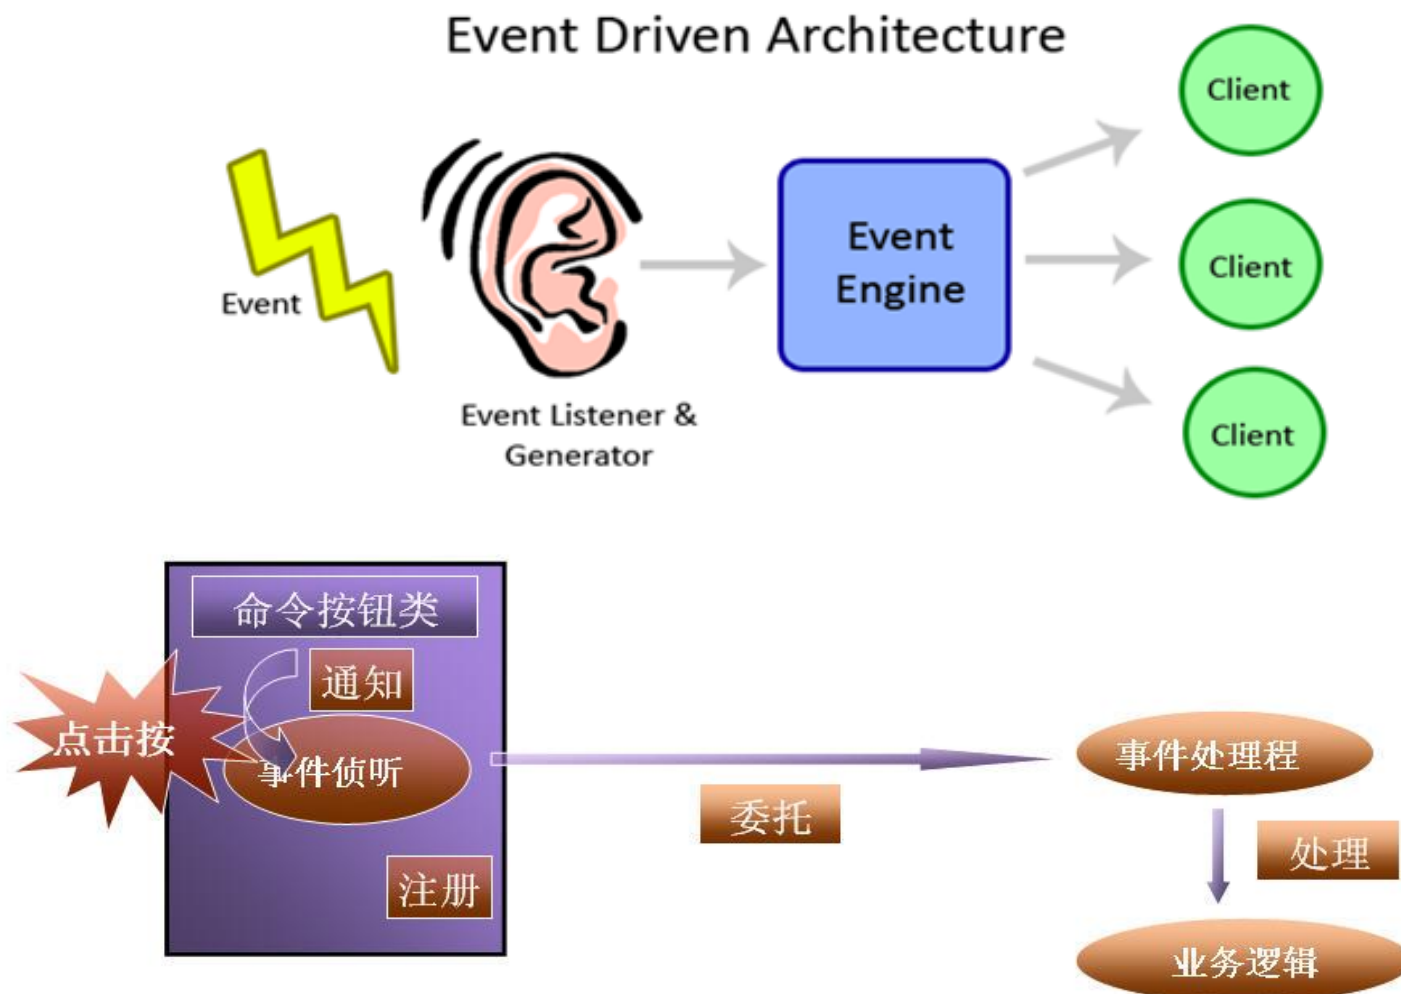 Event Driven Architecture
Client
Event
Engine
Client
Event
Event Listener &
Generator
Client
命令按钮类
通知
点击按
事件侦听
事件处理程
委托
处理
注册
业务逻辑